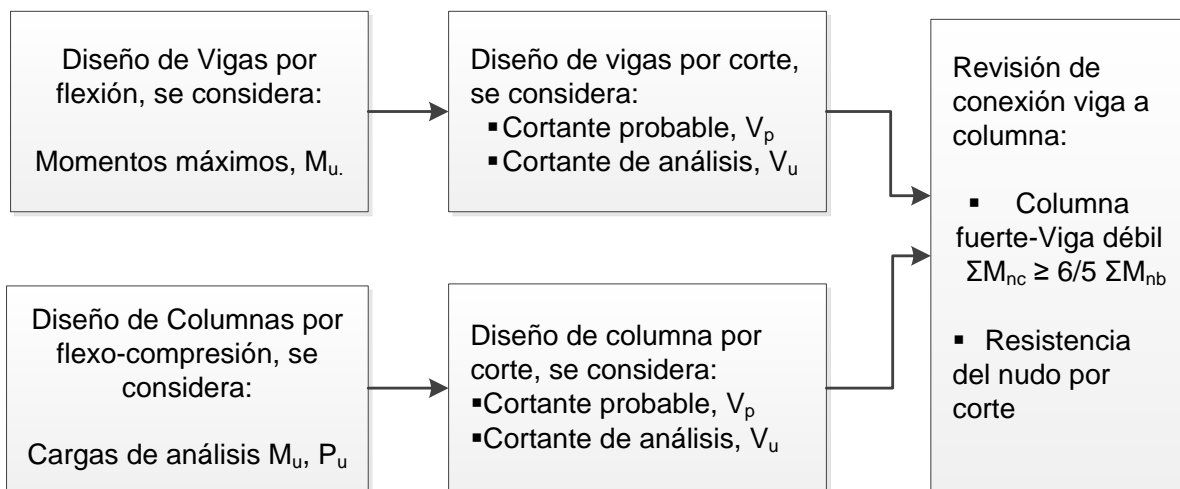 Diseño de Vigas por
flexión, se considera:
Momentos máximos, Mu.
Diseño de vigas por corte,
se considera:
▪Cortante probable, Vp
▪Cortante de análisis, Vu
Diseño de Columnas por
flexo-compresión, se
considera:
Cargas de análisis Mu, Pu
Diseño de columna por
corte, se considera:
▪Cortante probable, Vp
▪Cortante de análisis, Vu
Revisión de
conexión viga a
columna:
▪ Columna
fuerte-Viga débil
ΣMnc ≥ 6/5 ΣMnb
▪ Resistencia
del nudo por
corte